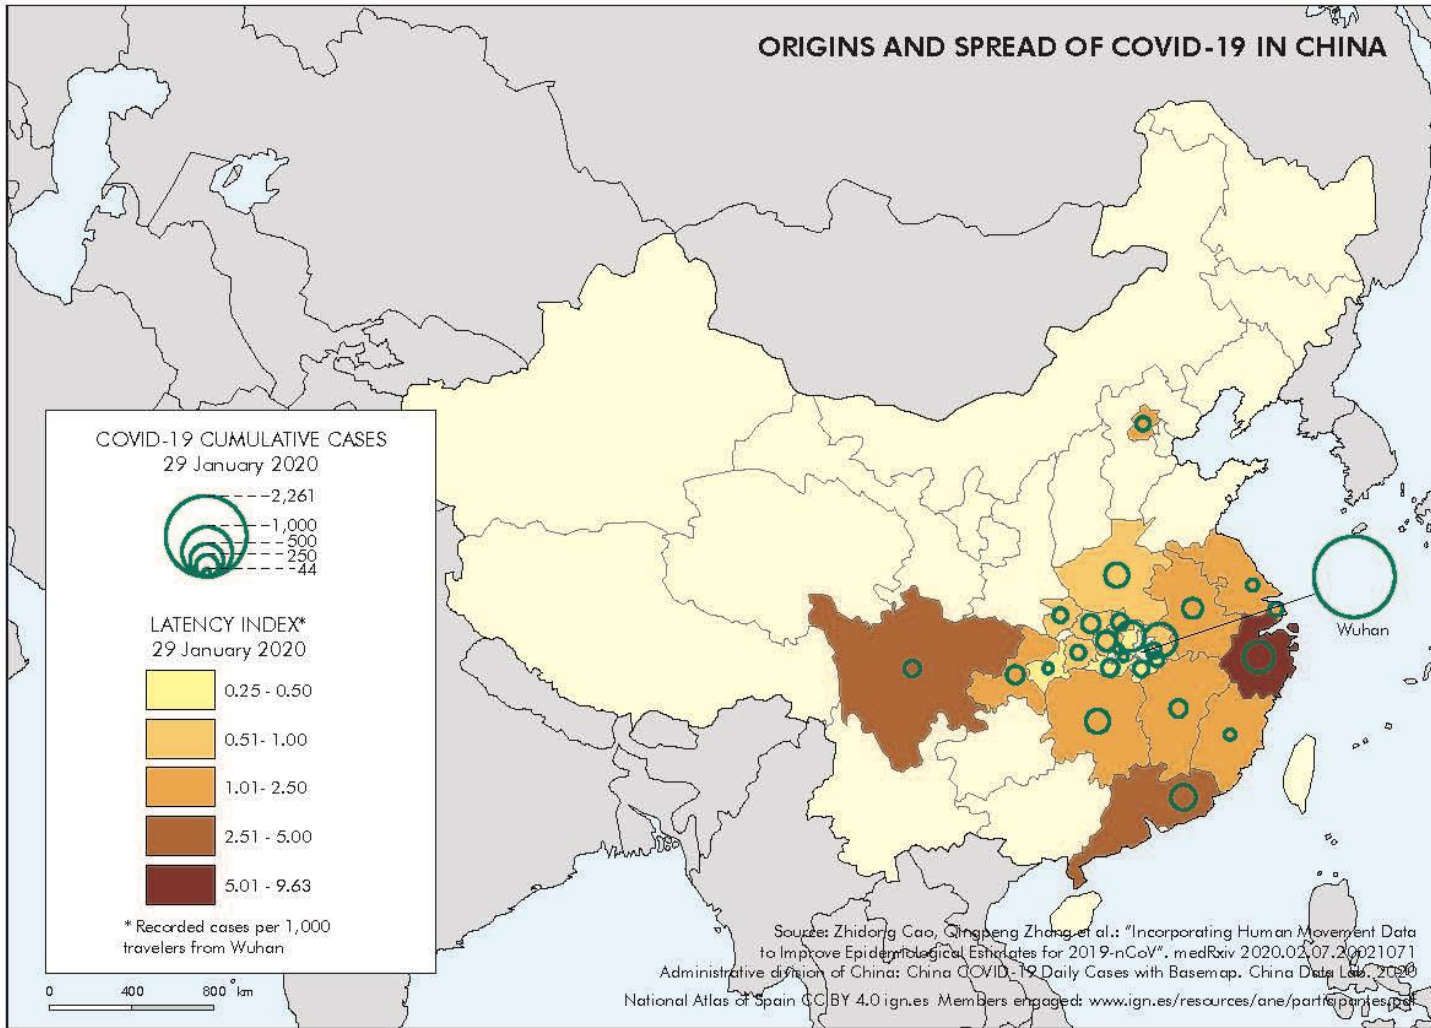 ORIGINS AND SPREAD OF COVID-19 IN CHINA
COVID-19 CUMULATIVE CASES
29 January 2020
2,261
1,000
500
250
44
LATENCY INDEX*
29 January 2020
0.25 - 0.50
0.51- 1.00
1.01- 2.50
2.51 - 5.00
5.01 - 9.63
* Recorded cases per 1,000
travelers from Wuhan
Wuhan
0 400 800 km
Source: Zhidong Cao, Qingpeng Zhang et al.: "Incorporating Human Movement Data
to Improve Epidemiological Estimates for 2019-nCoV". medRxiv 2020.02.07.20021071
Administrative division of China: China COVID-19 Daily Cases with Basemap. China Data Lab. 2020
National Atlas of Spain CC BY 4.0 ign.es Members engaged: www.ign.es/resources/ane/participantes.pdf